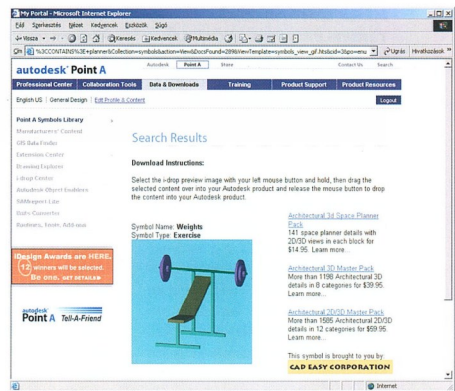 My Portal - Microsoft Internet Explorer
Fájl Szerkesztés Nézet Kedvencek Eszközök Súgó
Vissza Keresés Kedvencek Multimédia
Ugrás Hivatkozások »
autodesk Point A
Autodesk Point A Store Contact Us Search
Professional Center Collaboration Tools Data & Downloads Training Product Support Product Resources
English US | General Design | Edit Profile & Content
Logout
Point A Symbols Library
Manufacturers' Content
GIS Data Finder
Extension Center
Drawing Explorer
i-drop Center
Autodesk Object Enablers
Design Awards are HERE.
12 winners will be selected.
Be one. GET DETAILED
autodesk
Point A Tell-A-Friend
Search Results
Download Instructions:
Select the i-drop preview image with your left mouse button and hold, then drag the
selected content over into your Autodesk product and release the mouse button to drop
the content into your Autodesk product.
Symbol Name: Weights
Symbol Type: Exercise
Architectural 3d Space Planner
Pack
141 space planner details with
2D/3D views in each block for
$14.95. Learn more...
Architectural 3D Master Pack
More than 1198 Architectural 3D
details in 8 categories for $39.95.
Learn more...
Architectural 2D/3D Master Pack
More than 1585 Architectural 2D/3D
details in 12 categories for $59.95
Learn more...
This symbol is brought to you by
CAD EASY CORPORATION
Internet